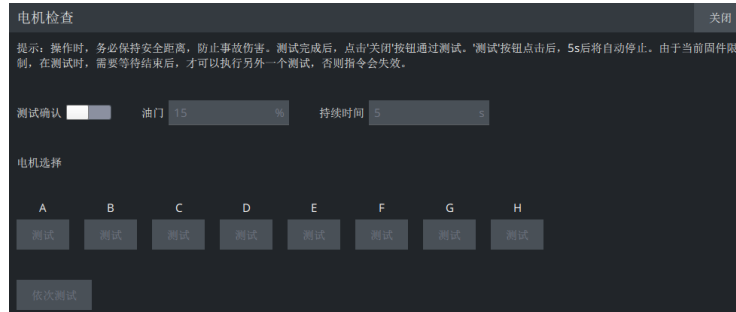 电机检查 关闭
提示：操作时，务必保持安全距离，防止事故伤害。测试完成后，点击'关闭'按钮通过测试。'测试'按钮点击后，5s后将自动停止。由于当前固件限
制，在测试时，需要等待结束后，才可以执行另外一个测试，否则指令会失效。
测试确认 油门 15 % 持续时间 5 s
电机选择
A B C D E F G H
测试 测试 测试 测试 测试 测试 测试 测试
依次测试